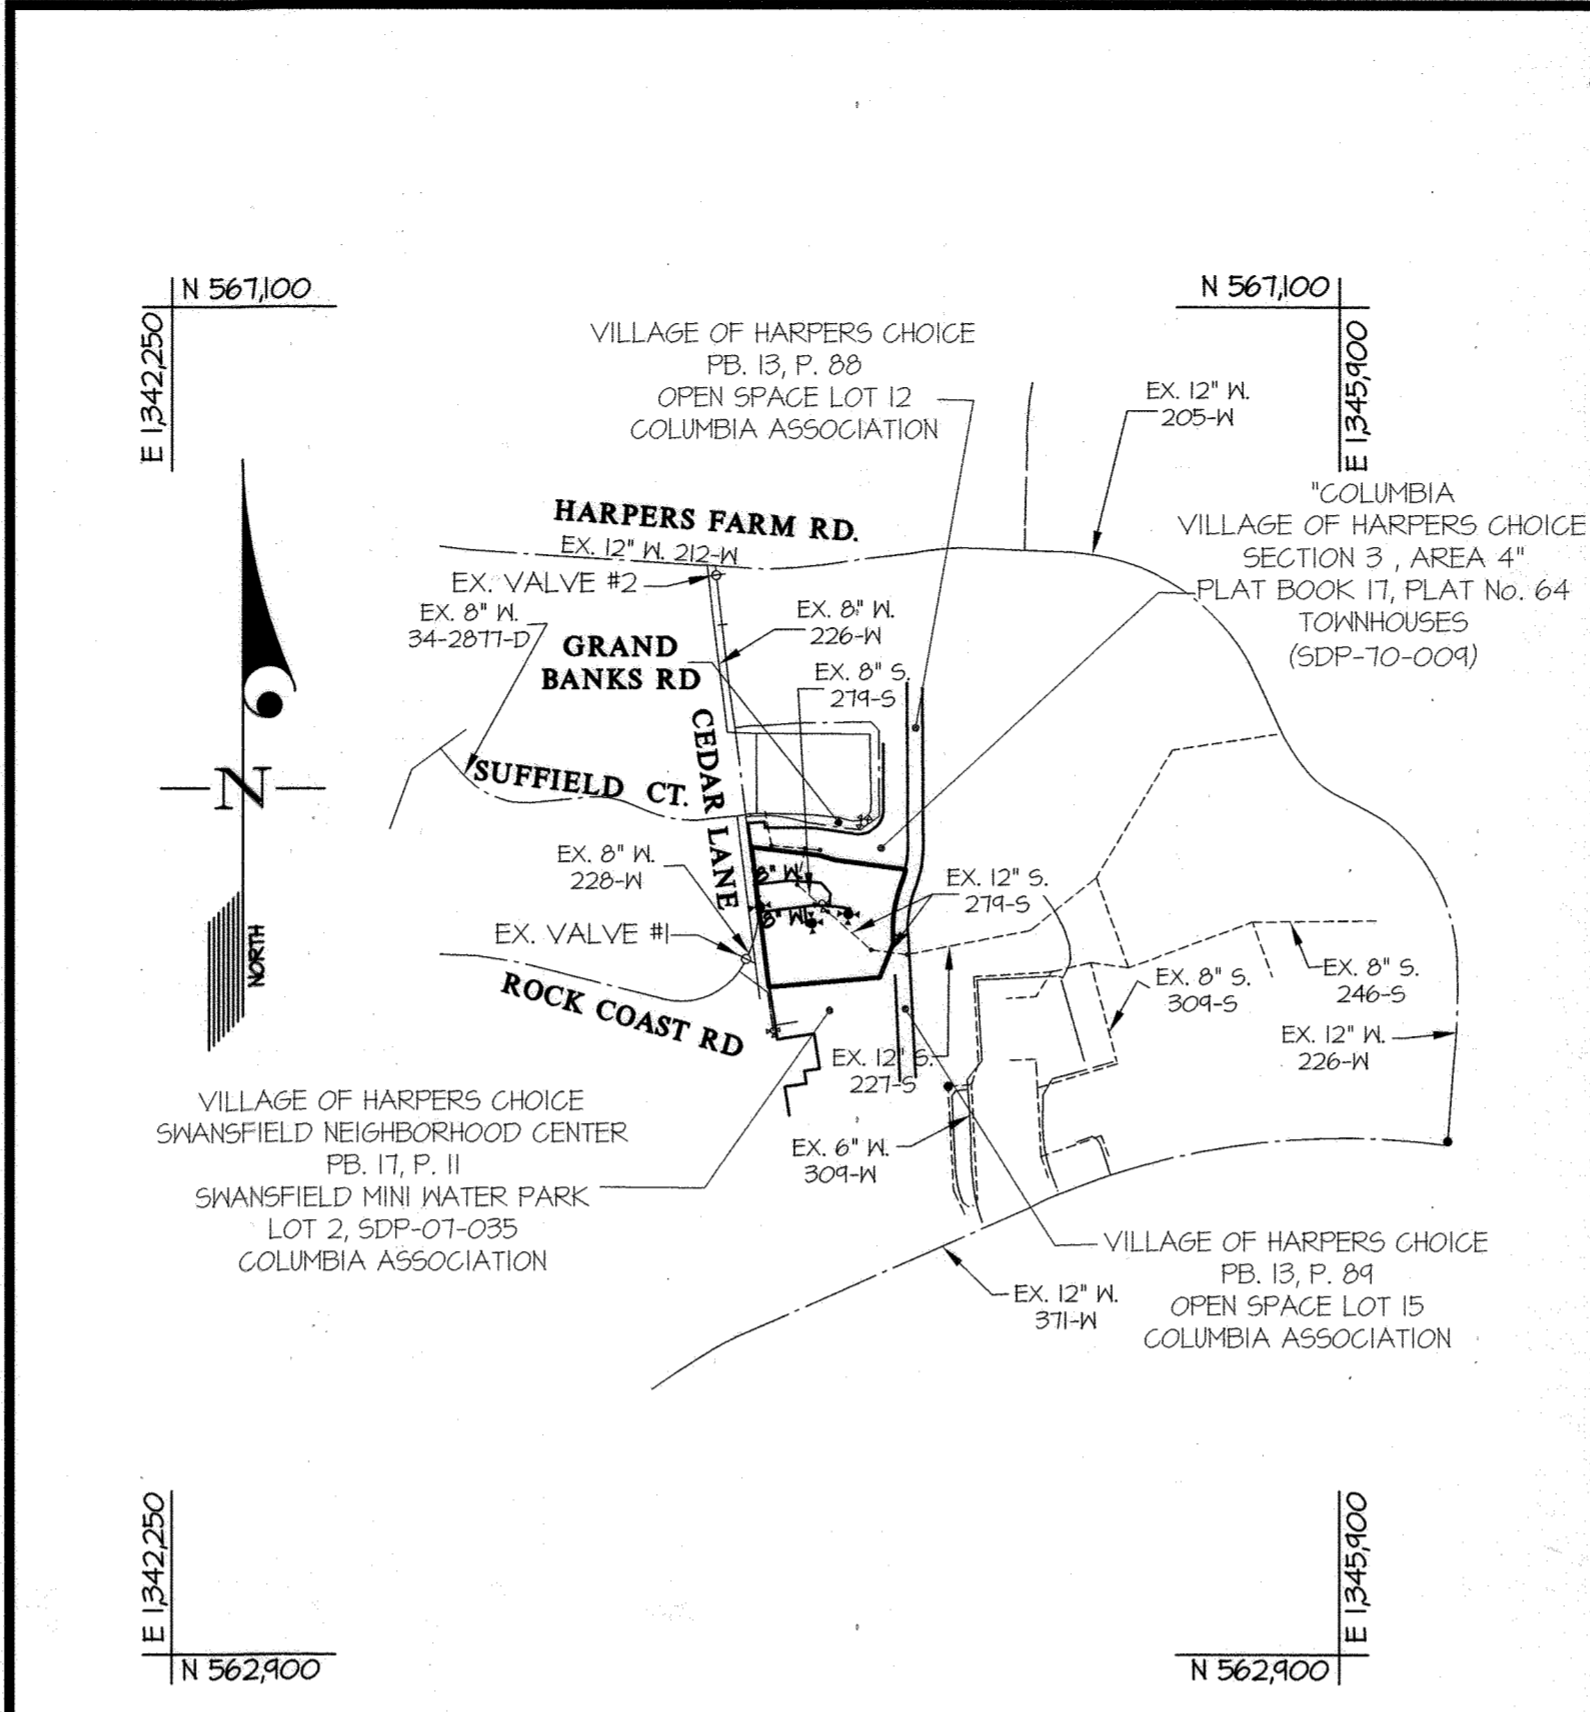 N 567,100
E 1,342,250
N 567,100
E 1,345,900
VILLAGE OF HARPERS CHOICE
PB. 13, P. 88
OPEN SPACE LOT 12
COLUMBIA ASSOCIATION
EX. 12" W.
205-W
"COLUMBIA
VILLAGE OF HARPERS CHOICE
SECTION 3 , AREA 4"
PLAT BOOK 17, PLAT No. 64
TOWNHOUSES
(SDP-70-009)
HARPERS FARM RD.
EX. 12" W. 212-W
EX. VALVE #2
EX. 8" W.
34-2877-D
EX. 8" W.
226-W
GRAND
BANKS RD
EX. 8" S.
279-S
CEDAR LANE
SUFFIELD CT.
N
NORTH
EX. 8" W.
228-W
8" W.
8" W.
EX. 12" S.
279-S
EX. VALVE #1
ROCK COAST RD
EX. 8" S.
309-S
EX. 8" S.
246-S
EX. 12" W.
226-W
EX. 12" S.
227-S
VILLAGE OF HARPERS CHOICE
SWANSFIELD NEIGHBORHOOD CENTER
PB. 17, P. 11
SWANSFIELD MINI WATER PARK
LOT 2, SDP-07-035
COLUMBIA ASSOCIATION
EX. 6" W.
309-W
VILLAGE OF HARPERS CHOICE
PB. 13, P. 89
OPEN SPACE LOT 15
COLUMBIA ASSOCIATION
EX. 12" W.
371-W
E 1,342,250
N 562,900
E 1,345,900
N 562,900